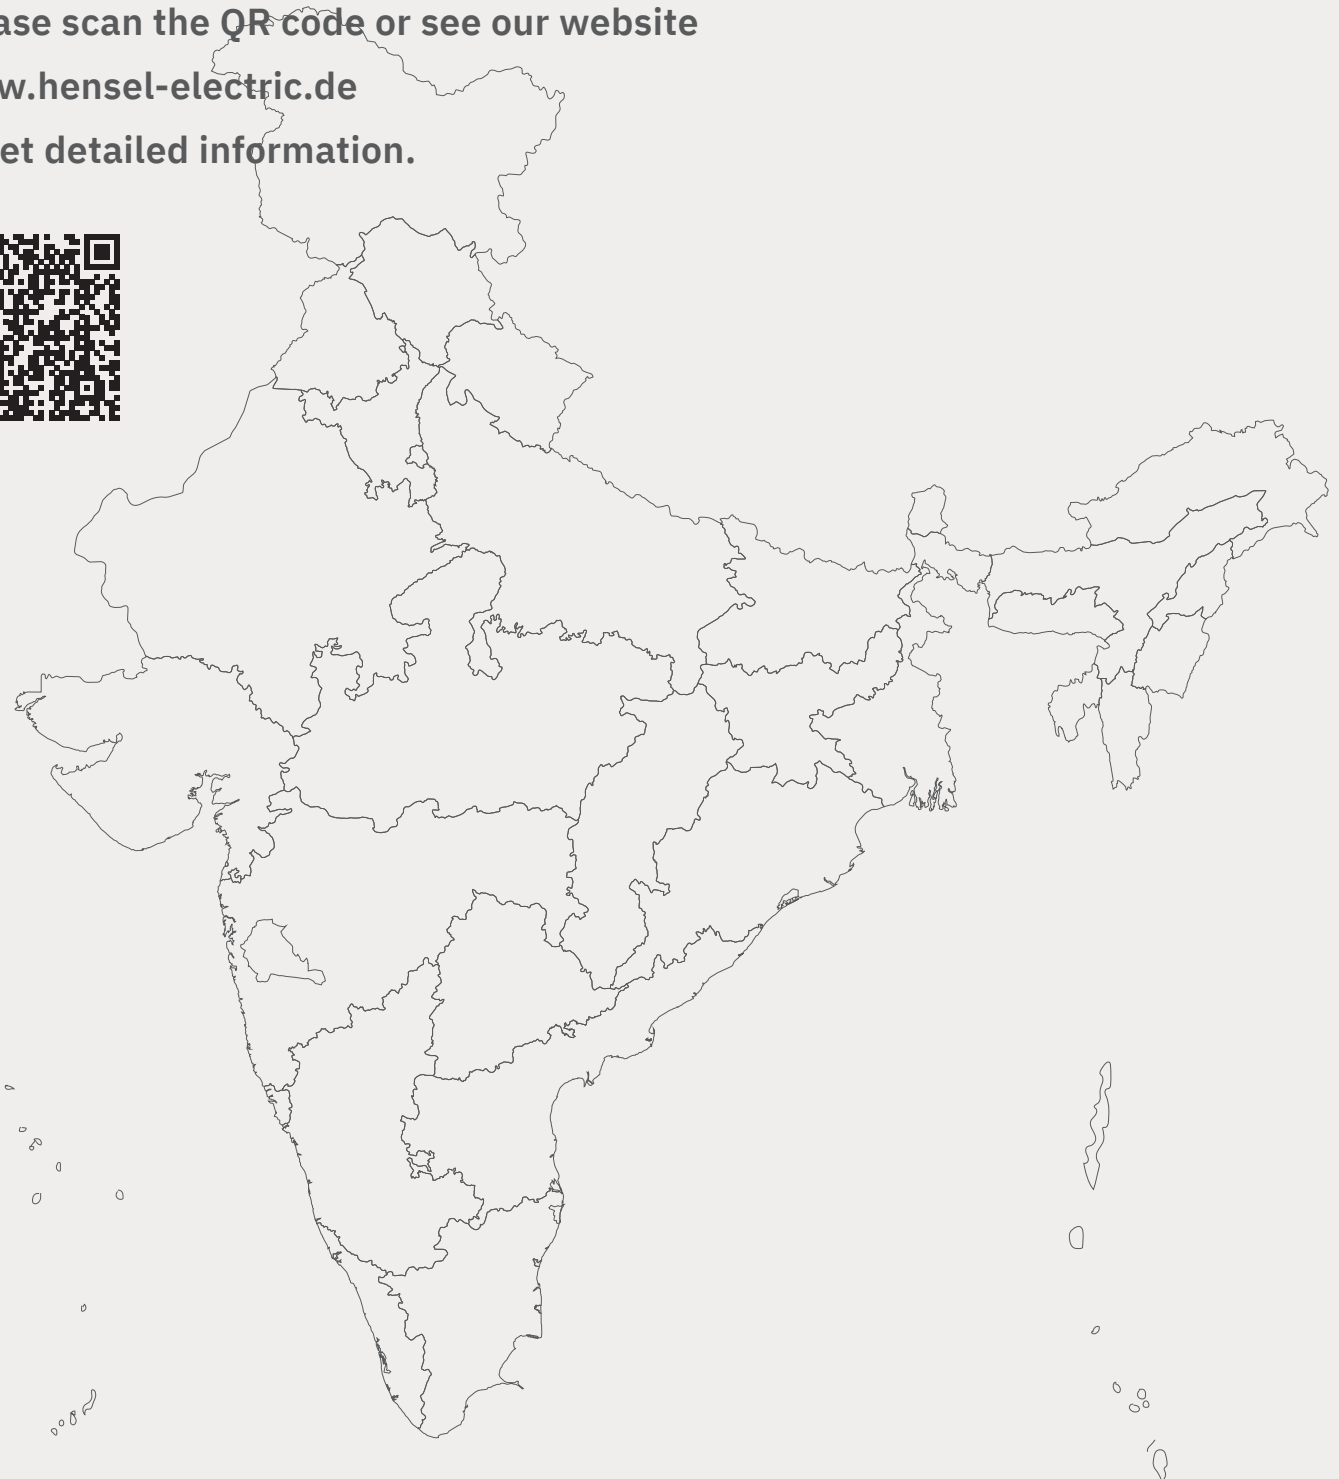 ase scan the QR code or see our website
w.hensel-electric.de
et detailed information.